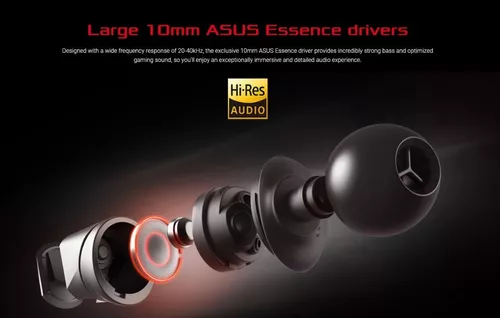 Large 10mm ASUS Essence drivers
Designed with a wide frequency response of 20-40kHz, the exclusive 10mm ASUS Essence driver provides incredibly strong bass and optimized
gaming sound, so you'll enjoy an exceptionally immersive and detailed audio experience.
Hi-Res
AUDIO